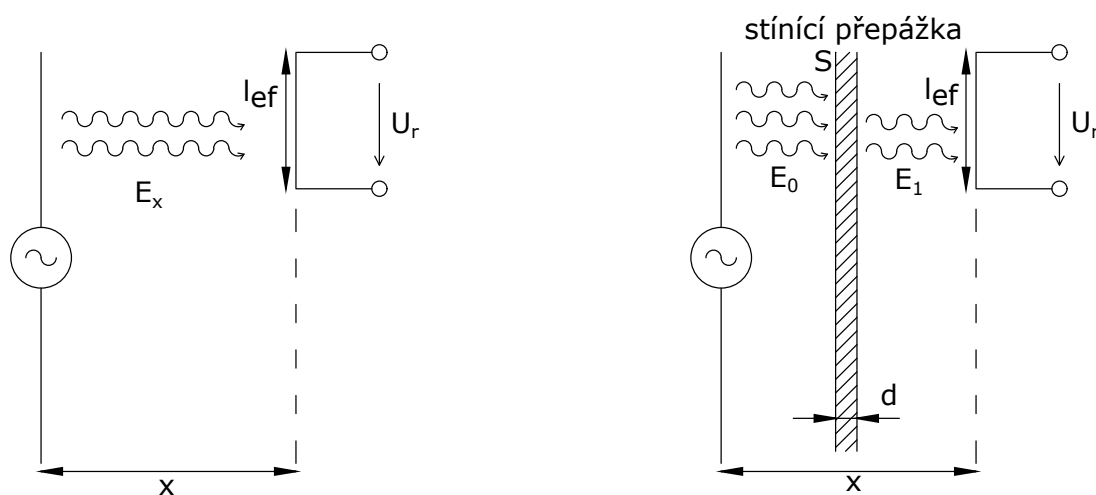 l_ef
U_r
E_x
x
stínící přepážka
S
l_ef
U_r
E_0
E_1
d
x